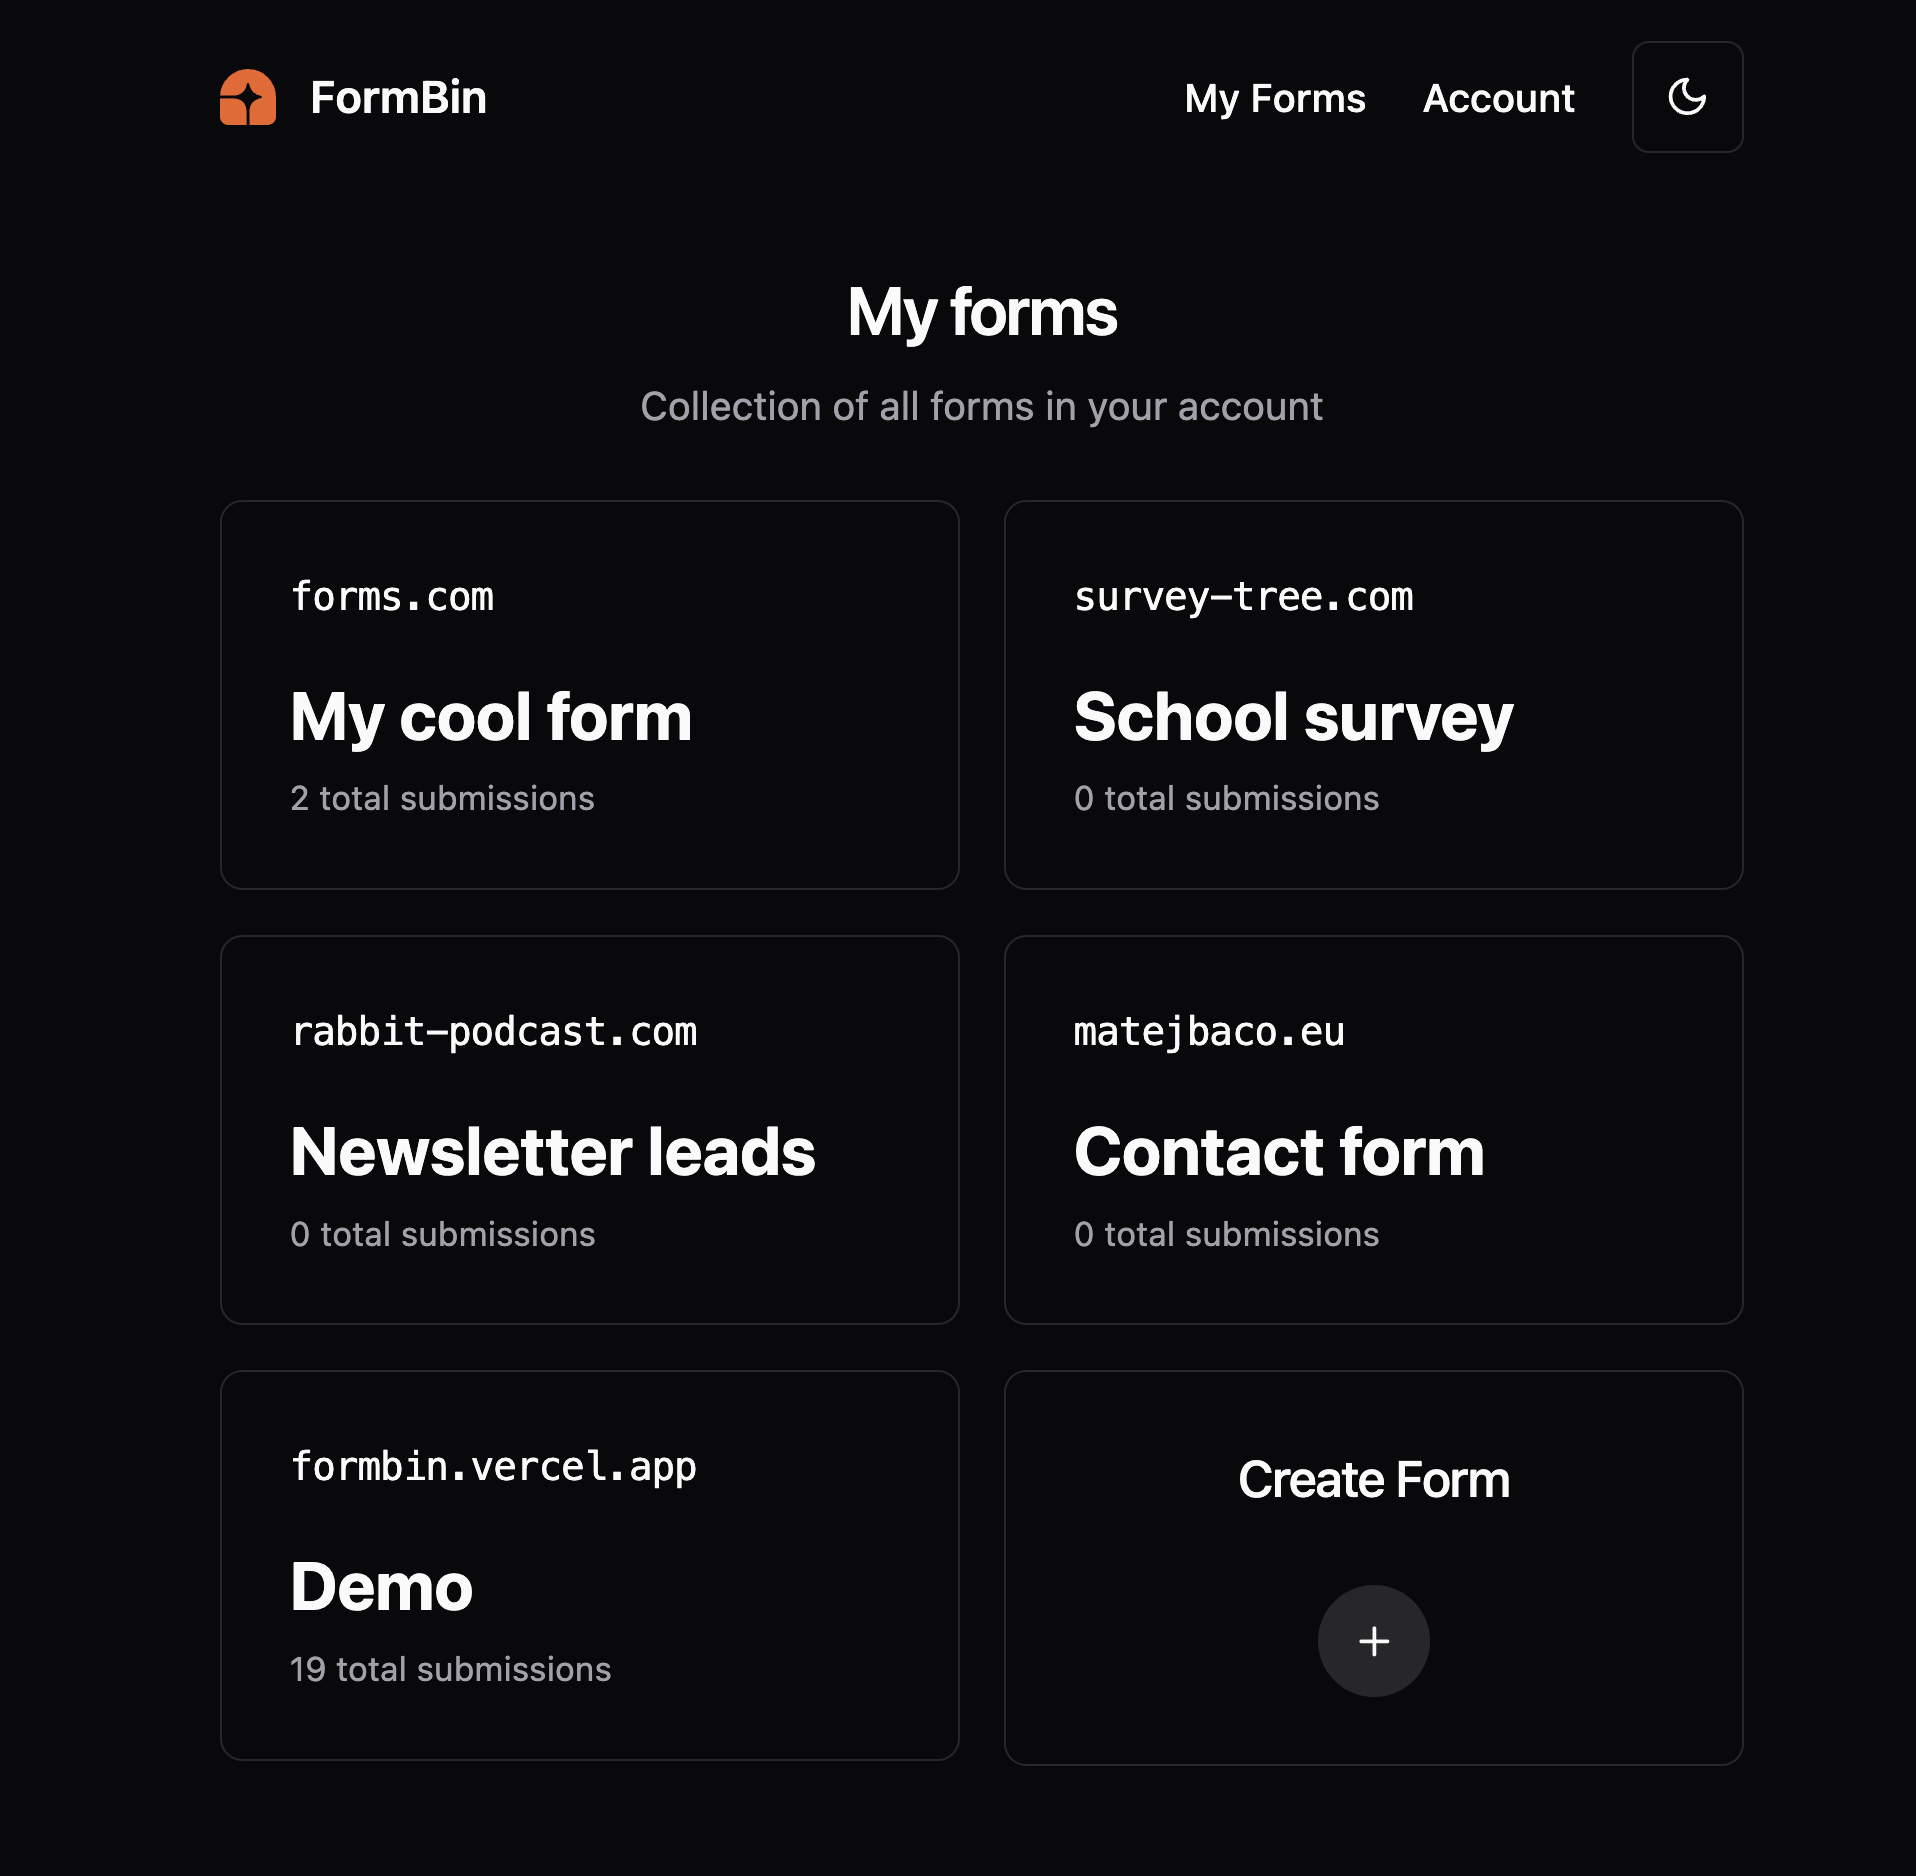 FormBin
My Forms
Account
My forms
Collection of all forms in your account
forms.com
My cool form
2 total submissions
survey-tree.com
School survey
0 total submissions
rabbit-podcast.com
Newsletter leads
0 total submissions
matejbaco.eu
Contact form
0 total submissions
formbin.vercel.app
Demo
19 total submissions
Create Form